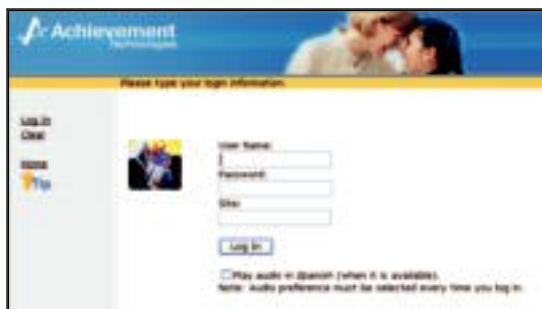 Achievement
Technologies
Please type your login information.
Log In
Clear
Home
Tip
User Name:
Password:
Site:
Log In
Play audio in Spanish (when it is available).
Note: Audio preference must be selected every time you log in.